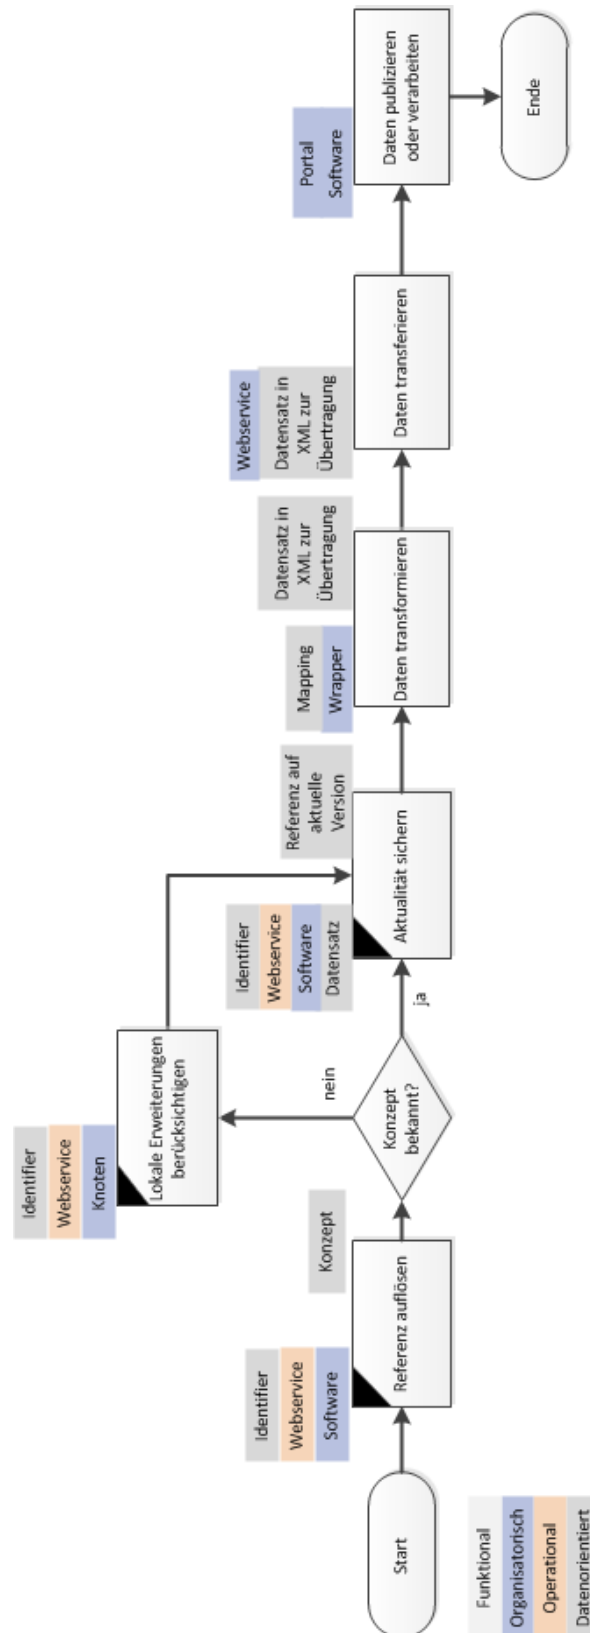 Start
Identifier
Webservice
Software
Referenz auflösen
Konzept
Konzept
bekannt?
nein
ja
Identifier
Webservice
Knoten
Lokale Erweiterungen
berücksichtigen
Identifier
Webservice
Software
Datensatz
Referenz auf
aktuelle
Version
Aktualität sichern
Mapping
Wrapper
Datensatz in
XML zur
Übertragung
Daten transformieren
Webservice
Datensatz in
XML zur
Übertragung
Daten transferieren
Portal
Software
Daten publizieren
oder verarbeiten
Ende
Funktional
Organisatorisch
Operational
Datenorientiert